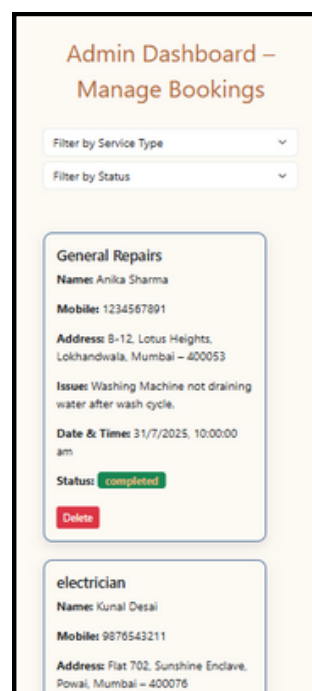 Admin Dashboard –
Manage Bookings
Filter by Service Type
Filter by Status
General Repairs
Name: Anika Sharma
Mobile: 1234567891
Address: B-12, Lotus Heights,
Lokhandwala, Mumbai – 400053
Issue: Washing Machine not draining
water after wash cycle.
Date & Time: 31/7/2025, 10:00:00
am
Status: completed
Delete
electrician
Name: Kunal Desai
Mobile: 9876543211
Address: Flat 702, Sunshine Enclave,
Powai, Mumbai – 400076